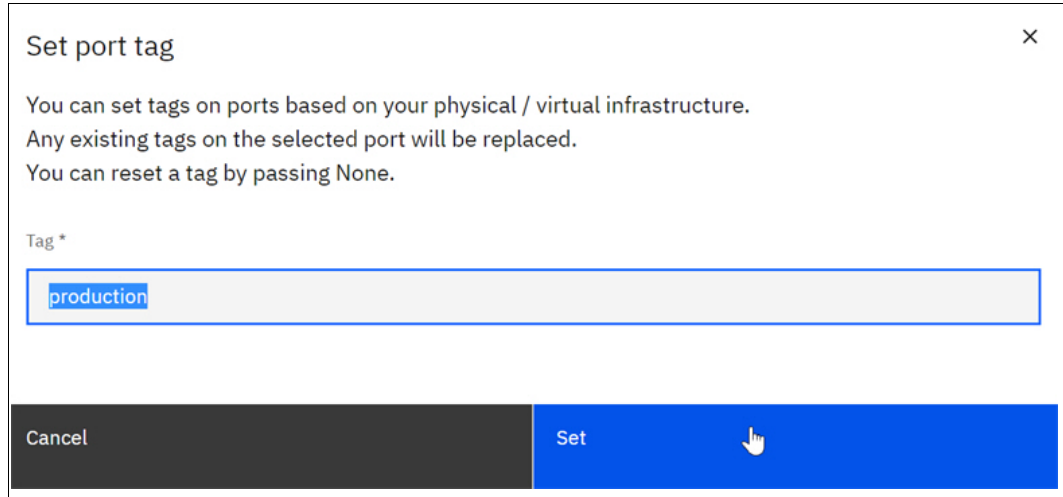 Set port tag
You can set tags on ports based on your physical / virtual infrastructure.
Any existing tags on the selected port will be replaced.
You can reset a tag by passing None.
Tag *
production
Cancel
Set